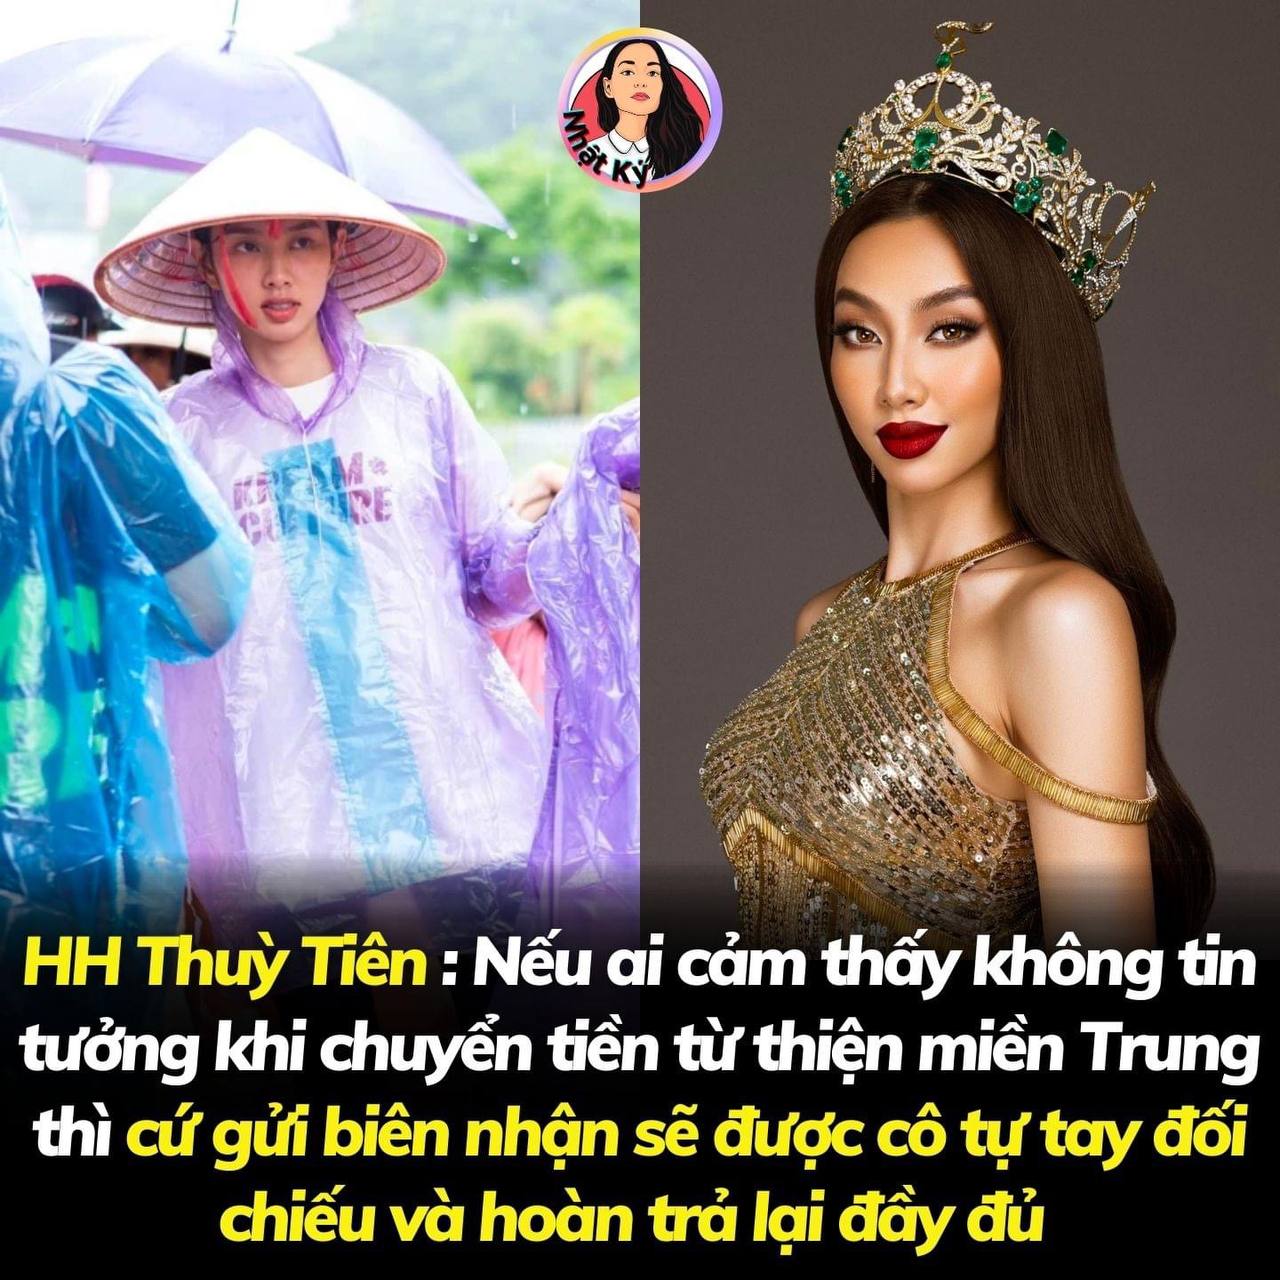 Nhật Ký
KREAM
CULTURE
HH Thuỳ Tiên : Nếu ai cảm thấy không tin
tưởng khi chuyển tiền từ thiện miền Trung
thì cứ gửi biên nhận sẽ được cô tự tay đối
chiếu và hoàn trả lại đầy đủ